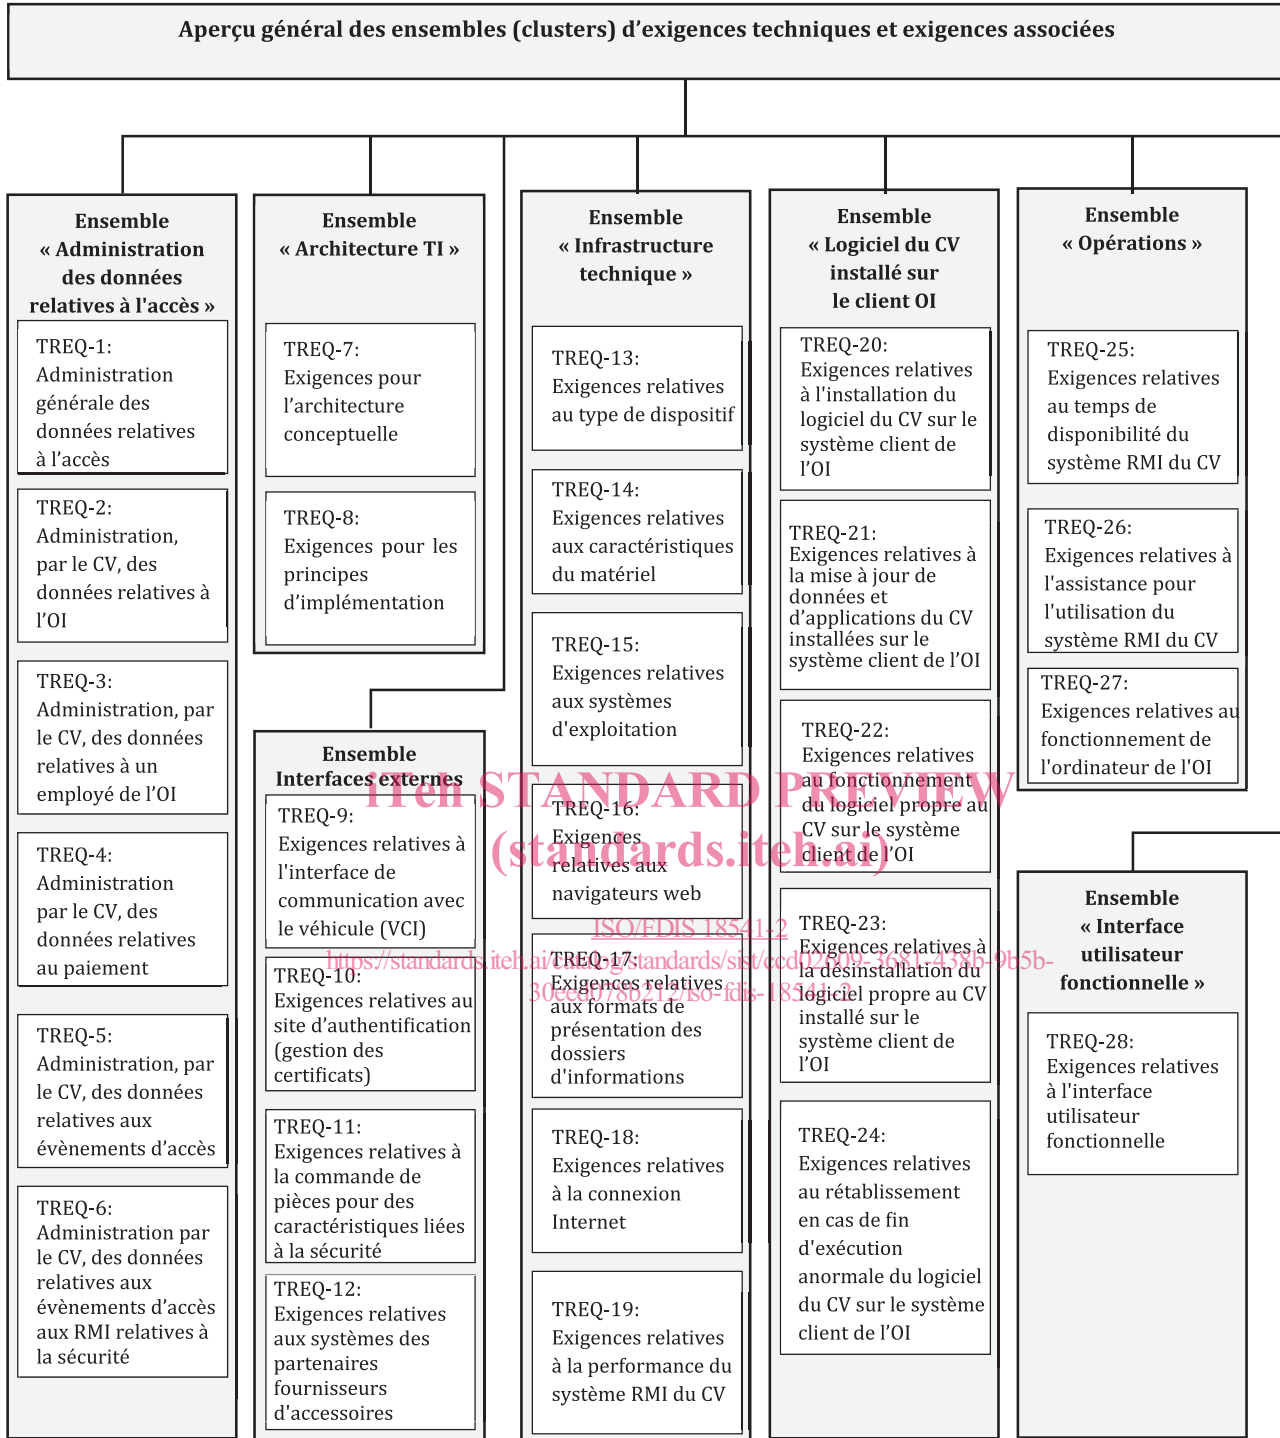 Aperçu général des ensembles (clusters) d'exigences techniques et exigences associées
Ensemble
« Administration
des données
relatives à l'accès »
TREQ-1:
Administration
générale des
données relatives
à l'accès
TREQ-2:
Administration,
par le CV, des
données relatives à
l'OI
TREQ-3:
Administration, par
le CV, des données
relatives à un
employé de l'OI
TREQ-4:
Administration
par le CV, des
données relatives
au paiement
TREQ-5:
Administration, par
le CV, des données
relatives aux
évènements d'accès
TREQ-6:
Administration par
le CV, des données
relatives aux
évènements d'accès
aux RMI relatives à
la sécurité
Ensemble
« Architecture TI »
TREQ-7:
Exigences pour
l'architecture
conceptuelle
TREQ-8:
Exigences pour les
principes
d'implémentation
Ensemble
Interfaces externes
TREQ-9:
Exigences relatives à
l'interface de
communication avec
le véhicule (VCI)
TREQ-10:
Exigences relatives au
site d'authentification
(gestion des
certificats)
TREQ-11:
Exigences relatives à
la commande de
pièces pour des
caractéristiques liées
à la sécurité
TREQ-12:
Exigences relatives
aux systèmes des
partenaires
fournisseurs
d'accessoires
Ensemble
« Infrastructure
technique »
TREQ-13:
Exigences relatives
au type de dispositif
TREQ-14:
Exigences relatives
aux caractéristiques
du matériel
TREQ-15:
Exigences relatives
aux systèmes
d'exploitation
TREQ-16:
Exigences
relatives aux
navigateurs web
TREQ-17:
Exigences relatives
aux formats de
présentation des
dossiers
d'informations
TREQ-18:
Exigences relatives
à la connexion
Internet
TREQ-19:
Exigences relatives
à la performance du
système RMI du CV
Ensemble
« Logiciel du CV
installé sur
le client OI
TREQ-20:
Exigences relatives
à l'installation du
logiciel du CV sur le
système client de
l'OI
TREQ-21:
Exigences relatives à
la mise à jour de
données et
d'applications du CV
installées sur le
système client de l'OI
TREQ-22:
Exigences relatives
au fonctionnement
du logiciel propre au
CV sur le système
client de l'OI
TREQ-23:
Exigences relatives à
la désinstallation du
logiciel propre au CV
installé sur le
système client de
l'OI
TREQ-24:
Exigences relatives
au rétablissement
en cas de fin
d'exécution
anormale du logiciel
du CV sur le système
client de l'OI
Ensemble
« Opérations »
TREQ-25:
Exigences relatives
au temps de
disponibilité du
système RMI du CV
TREQ-26:
Exigences relatives à
l'assistance pour
l'utilisation du
système RMI du CV
TREQ-27:
Exigences relatives au
fonctionnement de
l'ordinateur de l'OI
Ensemble
« Interface
utilisateur
fonctionnelle »
TREQ-28:
Exigences relatives
à l'interface
utilisateur
fonctionnelle
iTeh STANDARD PREVIEW
(standards.iteh.ai)
ISO/FDIS 18541-2